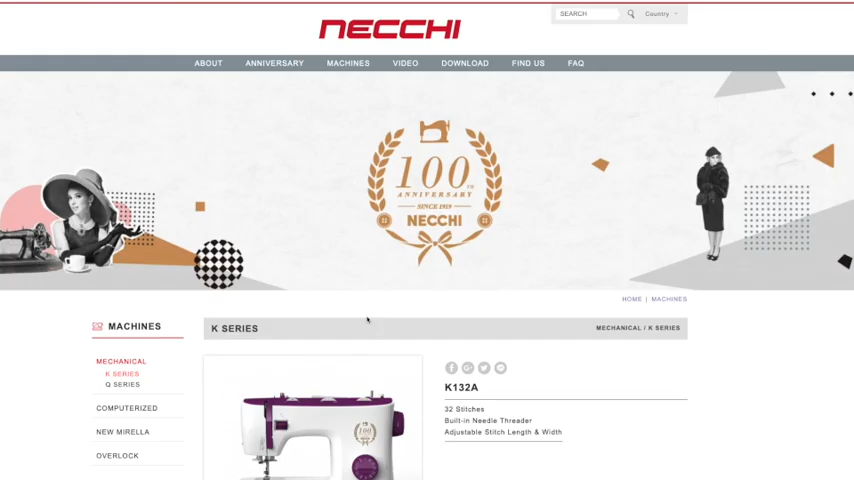 SEARCH
Country
NECCHI
ABOUT
ANNIVERSARY
MACHINES
VIDEO
DOWNLOAD
FIND US
FAQ
100TH
ANNIVERSARY
SINCE 1919
NECCHI
HOME | MACHINES
MACHINES
MECHANICAL
K SERIES
Q SERIES
COMPUTERIZED
NEW MIRELLA
OVERLOCK
K SERIES
MECHANICAL / K SERIES
K132A
32 Stitches
Built-in Needle Threader
Adjustable Stitch Length & Width
100